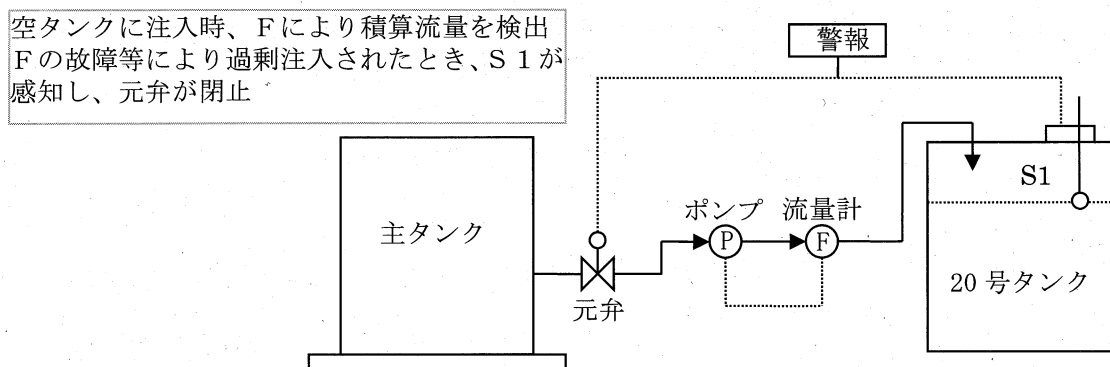 空タンクに注入時、Fにより積算流量を検出
Fの故障等により過剰注入されたとき、S1が
感知し、元弁が閉止
警報
S1
ポンプ 流量計
主タンク
P
F
20号タンク
元弁